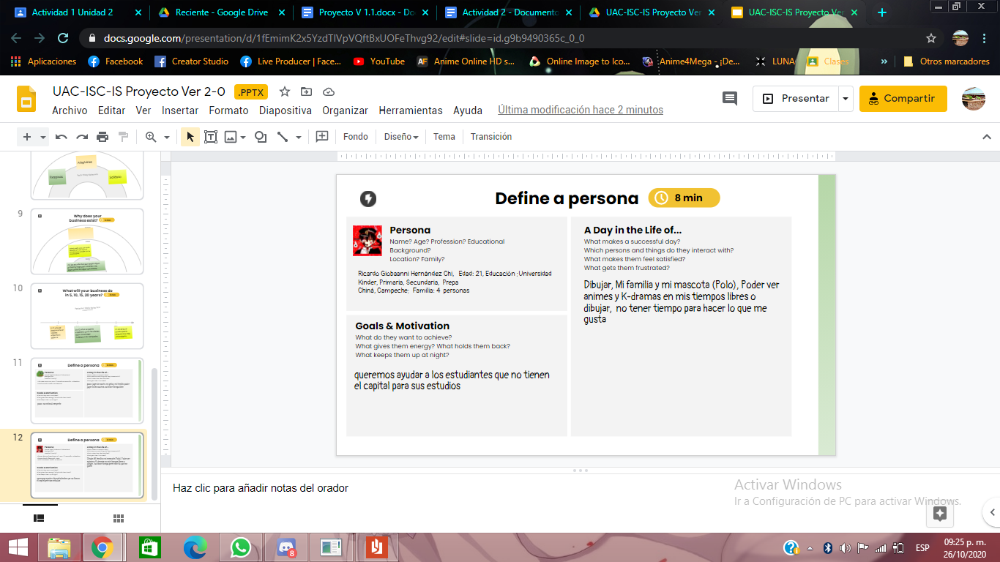 Actividad 1 Unidad 2
Reciente - Google Drive
Proyecto V 1.1.docx - Do
Actividad 2 - Documento
UAC-ISC-IS Proyecto Ver
UAC-ISC-IS Proyecto Ver
docs.google.com/presentation/d/1fEmimK2x5YzdTIVpVQftBxUOFeThvg92/edit#slide=id.g9b9490365c_0_0
Aplicaciones
Facebook
Creator Studio
Live Producer | Face...
YouTube
Anime Online HD s...
Online Image to Ico...
Anime4Mega - ¡De...
LUNA
Clases
»
Otros marcadores
UAC-ISC-IS Proyecto Ver 2-0
.PPTX
Presentar
Compartir
Archivo Editar Ver Insertar Formato Diapositiva Organizar Herramientas Ayuda
Última modificación hace 2 minutos
Fondo Diseño Tema Transición
9
Why does your
business exist?
10
What will your business do
in 5, 10, 15, 20 years?
11
Define a persona
12
Define a persona
Define a persona
8 min
Persona
Name? Age? Profession? Educational
Background?
Location? Family?
Ricardo Giobaanni Hernández Chi, Edad: 21, Educación :Universidad
Kinder, Primaria, Secundaria, Prepa
Chiná, Campeche; Familia: 4 personas
Goals & Motivation
What do they want to achieve?
What gives them energy? What holds them back?
What keeps them up at night?
queremos ayudar a los estudiantes que no tienen
el capital para sus estudios
A Day in the Life of...
What makes a successful day?
Which persons and things do they interact with?
What makes them feel satisfied?
What gets them frustrated?
Dibujar, Mi familia y mi mascota (Polo), Poder ver
animes y K-dramas en mis tiempos libres o
dibujar, no tener tiempo para hacer lo que me
gusta
Haz clic para añadir notas del orador
Activar Windows
Ir a Configuración de PC para activar Windows.
8
ESP
09:25 p. m.
26/10/2020